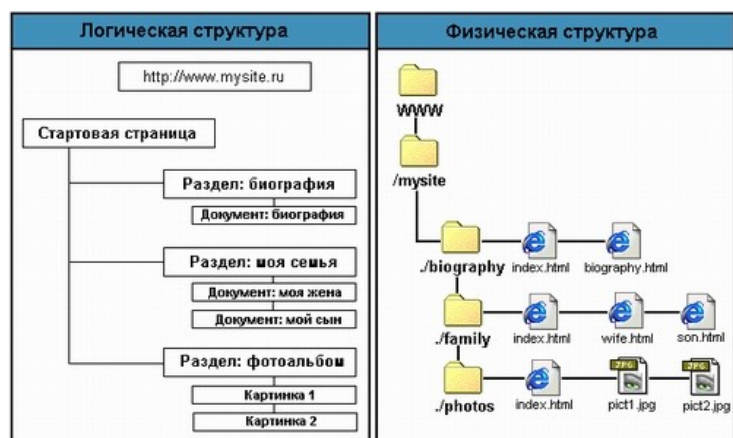 Логическая структура
http://www.mysite.ru
Стартовая страница
Раздел: биография
Документ: биография
Раздел: моя семья
Документ: моя жена
Документ: мой сын
Раздел: фотоальбом
Картинка 1
Картинка 2
Физическая структура
WWW
/mysite
./biography index.html biography.html
./family index.html wife.html son.html
JPG JPG
./photos index.html pict1.jpg pict2.jpg